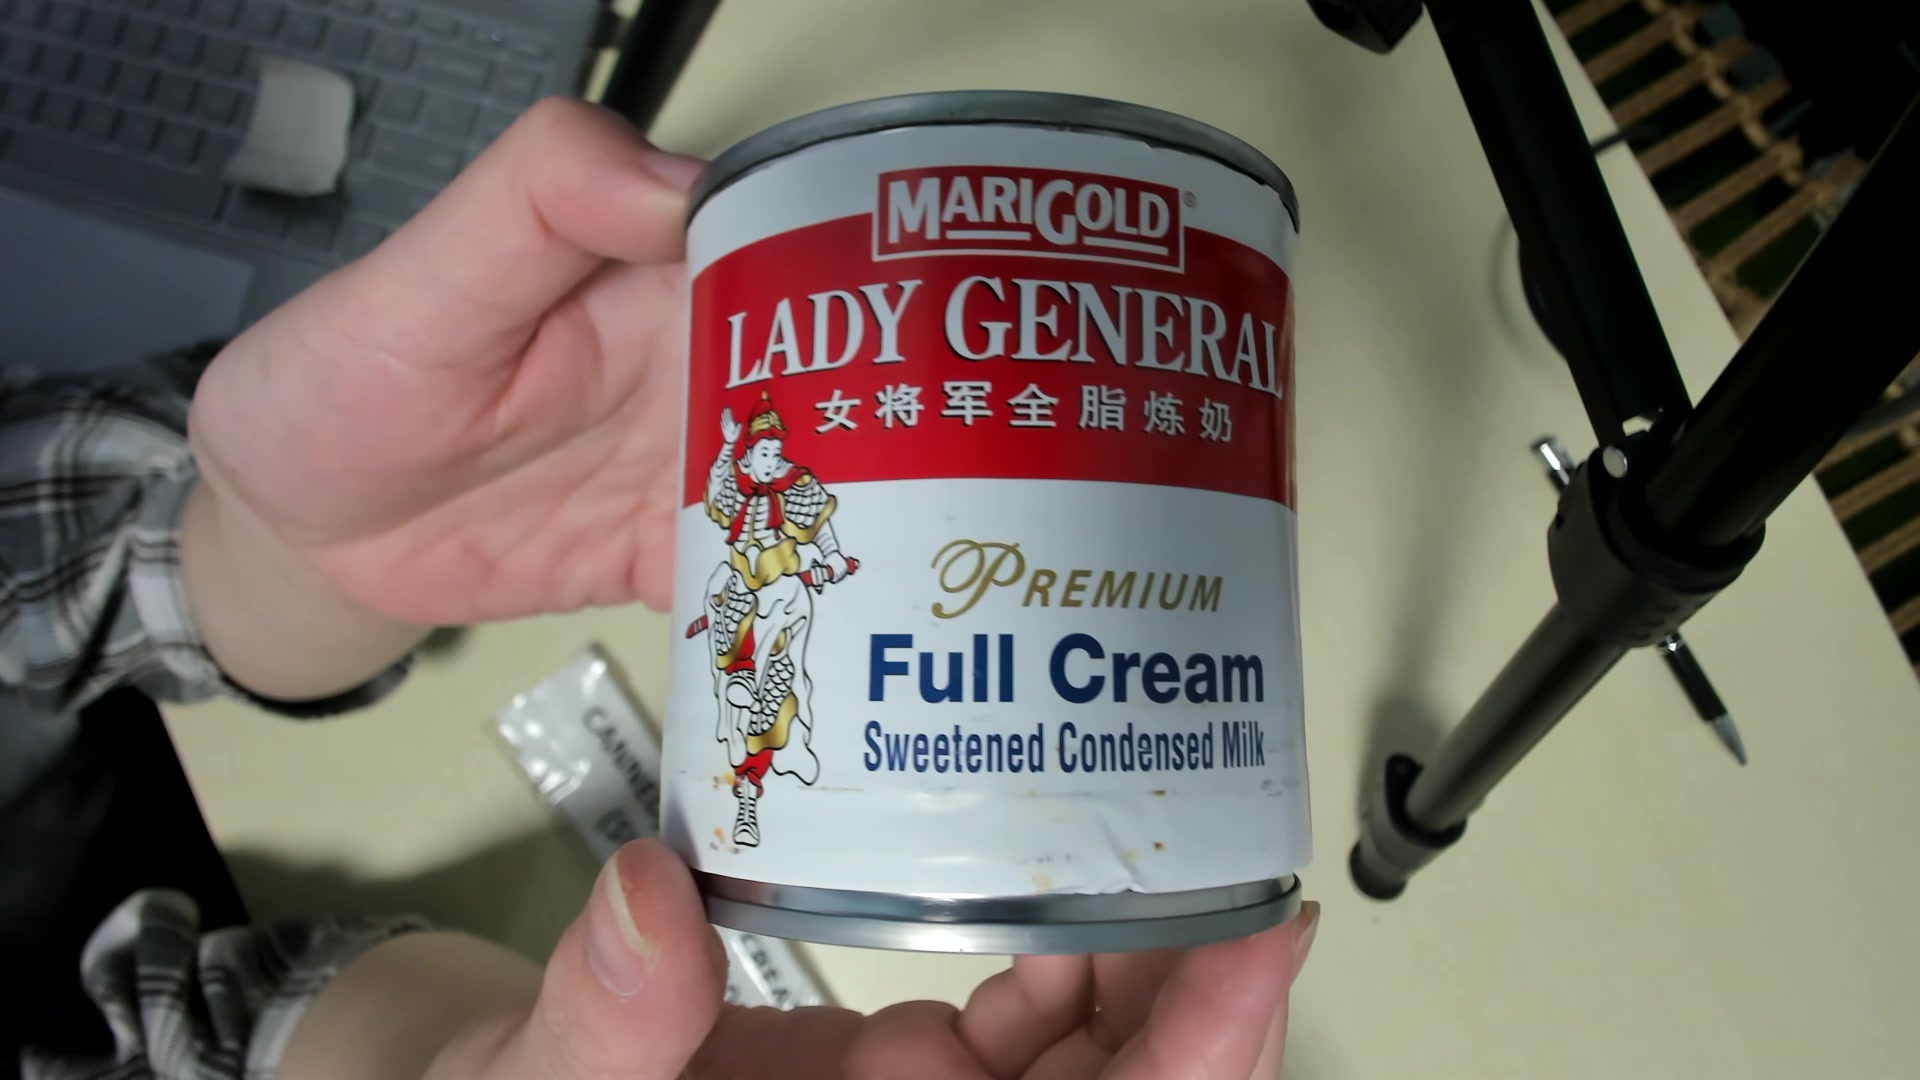 MARIGOLD®
LADY GENERAL
女将军全脂炼奶
PREMIUM
Full Cream
Sweetened Condensed Milk